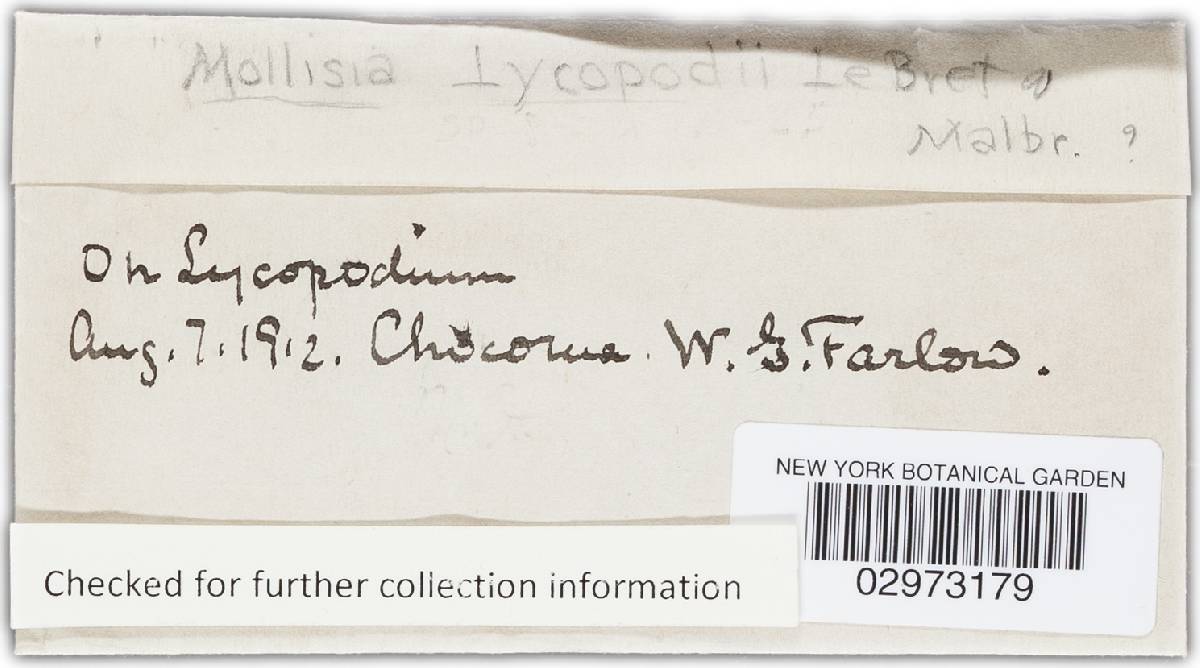 Mollisia Lycopodii Le Bret &
Malbr. ?
On Lycopodium
Aug. 7. 1912. Chocorua. W. G. Farlow.
NEW YORK BOTANICAL GARDEN
02973179
Checked for further collection information